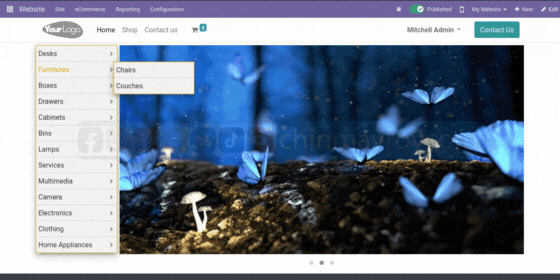 Website Site eCommerce Reporting Configuration Published My Website + New Edit
YourLogo Home Shop Contact us 0 Mitchell Admin Contact Us
Desks
Furnitures
Chairs
Boxes
Couches
Drawers
Cabinets
Bins
Lamps
Services
Multimedia
Camera
Electronics
Clothing
Home Appliances